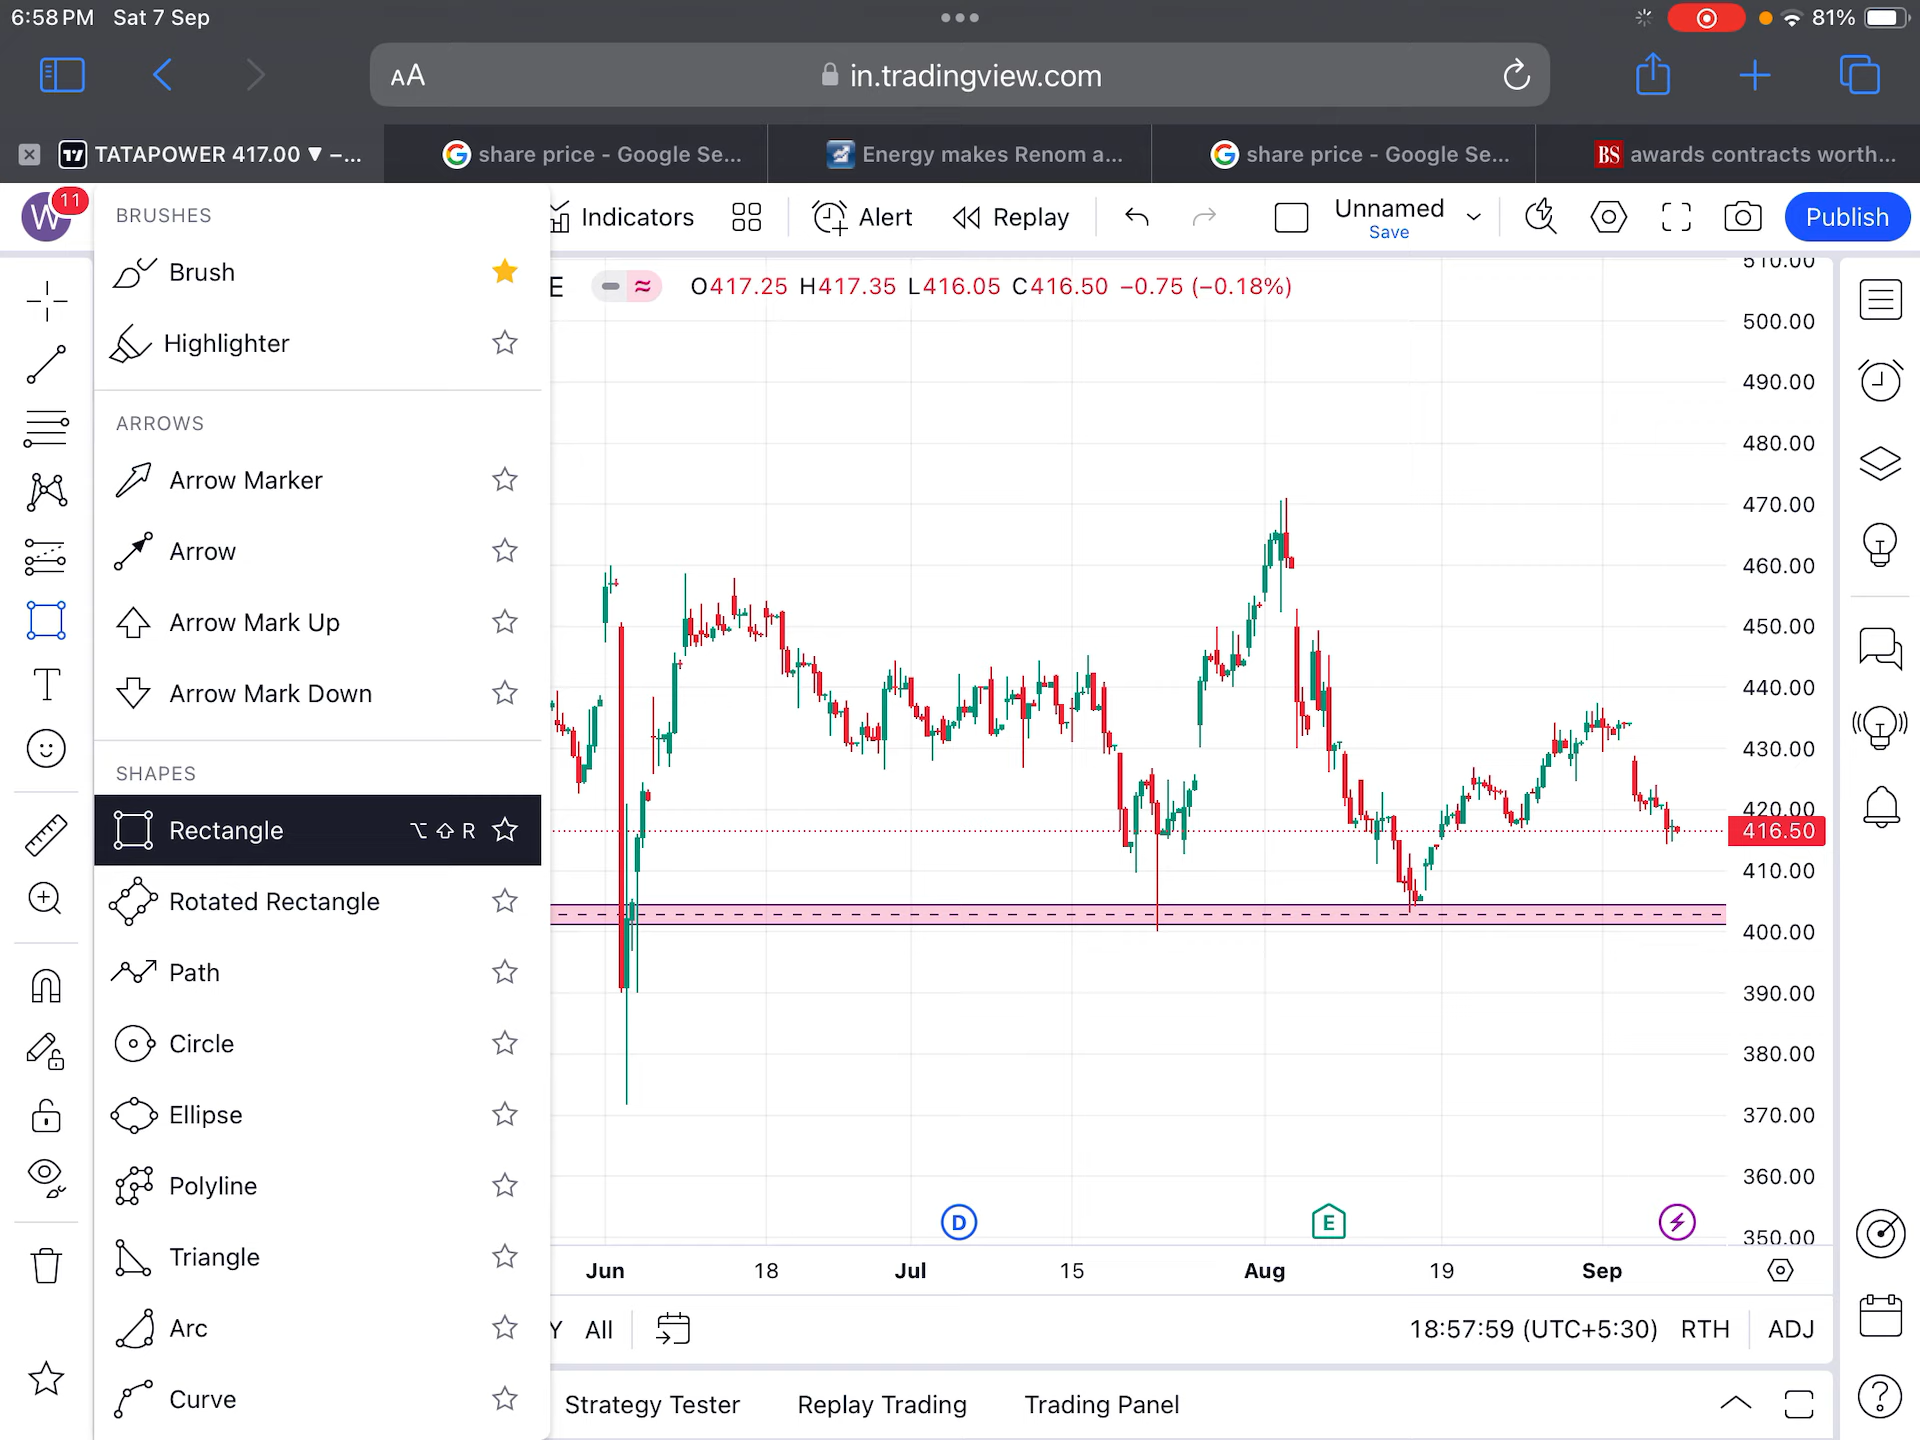 6:58 PM Sat 7 Sep
81%
AA
in.tradingview.com
TATAPOWER 417.00 ▼ –...
share price - Google Se...
Energy makes Renom a...
share price - Google Se...
BS awards contracts worth...
W 11
Indicators
Alert
Replay
Unnamed
Save
Publish
BRUSHES
Brush
Highlighter
ARROWS
Arrow Marker
Arrow
Arrow Mark Up
Arrow Mark Down
SHAPES
Rectangle ⌥ ⇧ R
Rotated Rectangle
Path
Circle
Ellipse
Polyline
Triangle
Arc
Curve
E
O417.25 H417.35 L416.05 C416.50 −0.75 (−0.18%)
510.00
500.00
490.00
480.00
470.00
460.00
450.00
440.00
430.00
420.00
416.50
410.00
400.00
390.00
380.00
370.00
360.00
350.00
D
E
Jun 18 Jul 15 Aug 19 Sep
Y All
18:57:59 (UTC+5:30) RTH ADJ
Strategy Tester Replay Trading Trading Panel